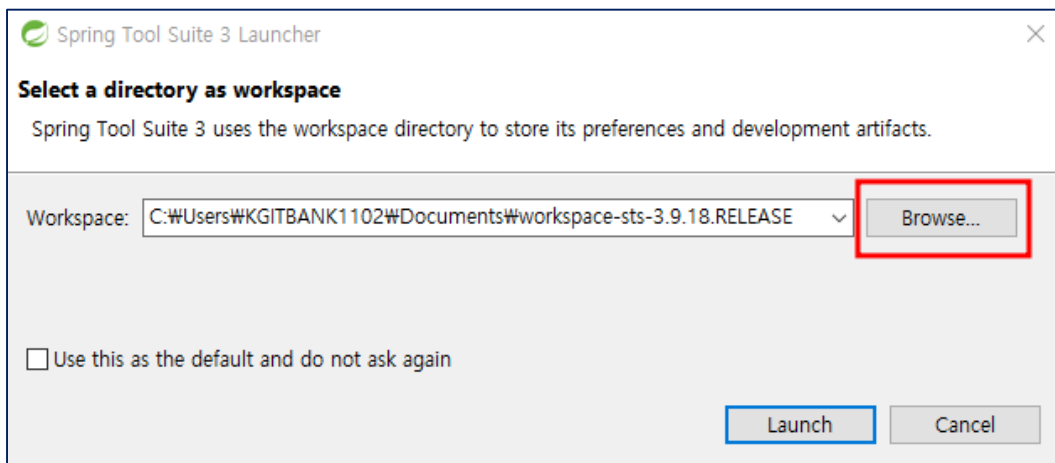 Spring Tool Suite 3 Launcher
Select a directory as workspace
Spring Tool Suite 3 uses the workspace directory to store its preferences and development artifacts.
Workspace: C:₩Users₩KGITBANK1102₩Documents₩workspace-sts-3.9.18.RELEASE Browse...
Use this as the default and do not ask again
Launch Cancel